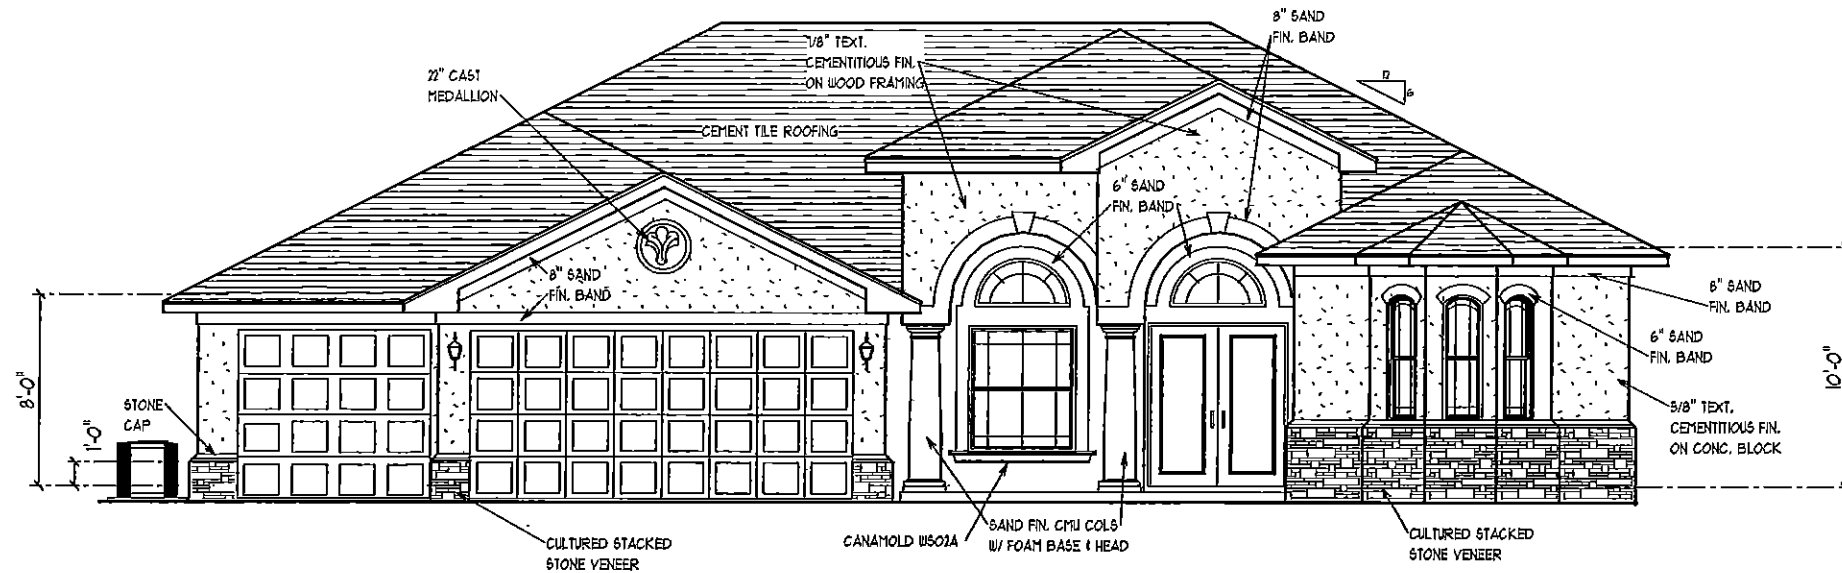 8" SAND
FIN. BAND
7/8" TEXT.
CEMENTITIOUS FIN.
ON WOOD FRAMING
22" CAST
MEDALLION
12
6
CEMENT TILE ROOFING
6" SAND
FIN. BAND
8" SAND
FIN. BAND
8" SAND
FIN. BAND
6" SAND
FIN. BAND
8'-0"
10'-0"
STONE
CAP
1'-0"
5/8" TEXT.
CEMENTITIOUS FIN.
ON CONC. BLOCK
CULTURED STACKED
STONE VENEER
CANAMOLD WS02A
SAND FIN. CMU COLS
W/ FOAM BASE & HEAD
CULTURED STACKED
STONE VENEER